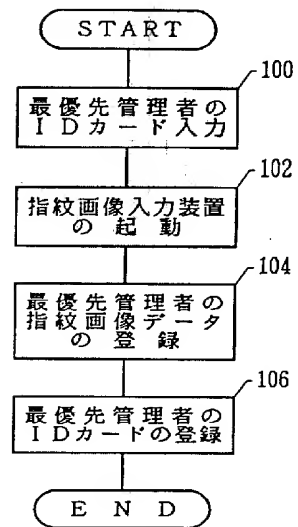 START
100
最優先管理者の
IDカード入力
102
指紋画像入力装置
の起動
104
最優先管理者の
指紋画像データ
の登録
106
最優先管理者の
IDカードの登録
END